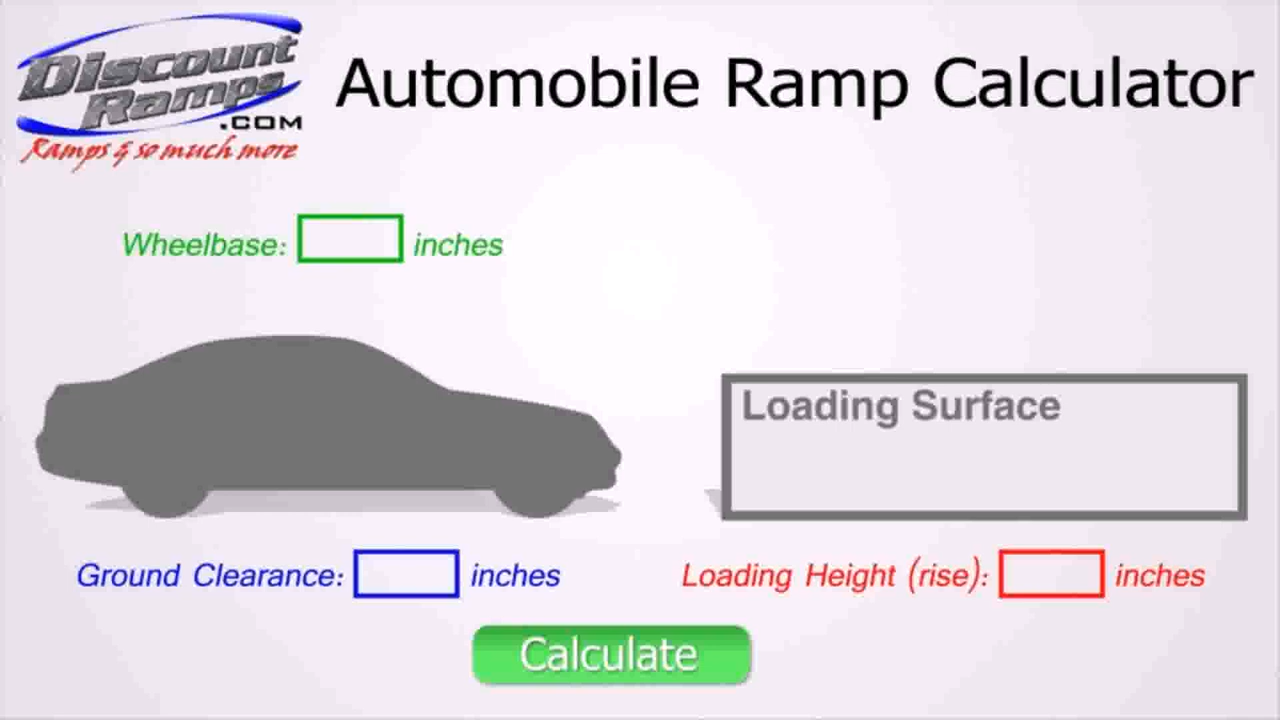 Discount
Ramps
.COM
Ramps & so much more
Automobile Ramp Calculator
Wheelbase: inches
Loading Surface
Ground Clearance: inches
Loading Height (rise): inches
Calculate